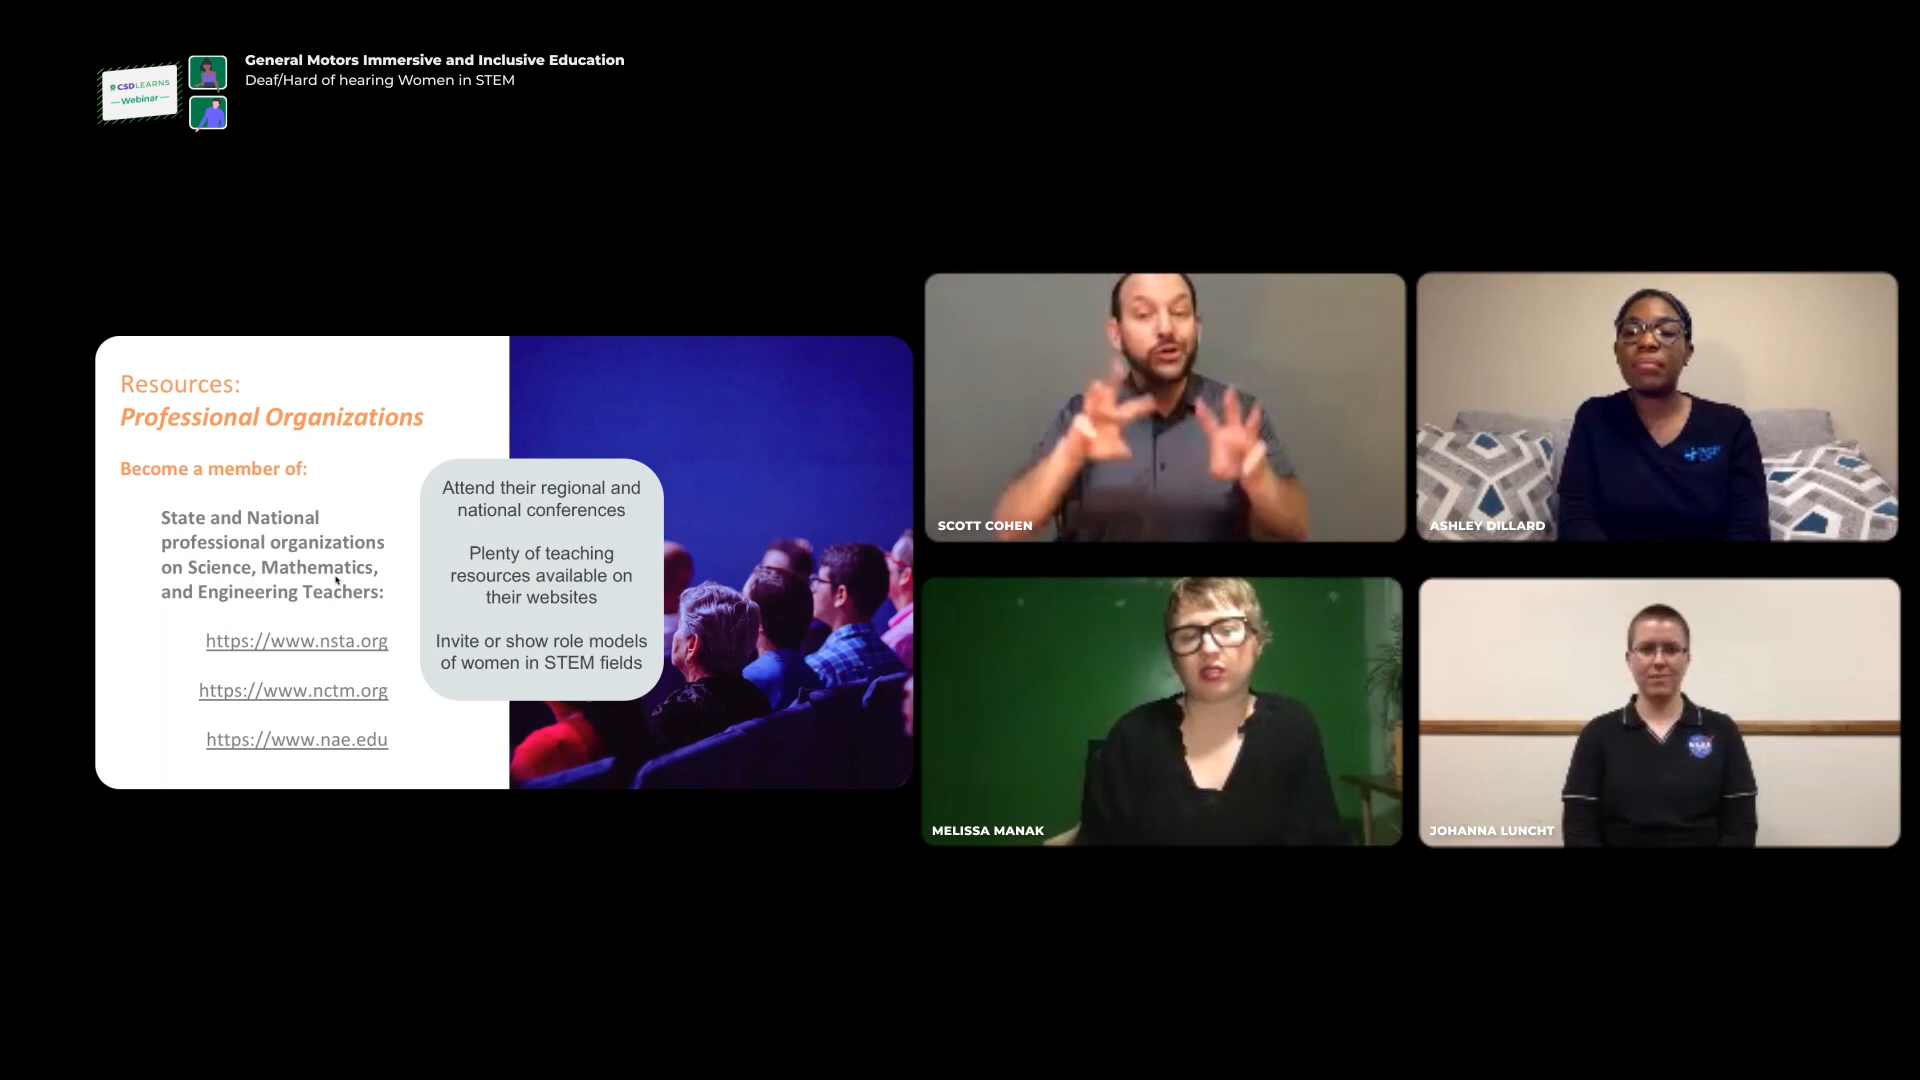 CSDLEARNS
— Webinar —
General Motors Immersive and Inclusive Education
Deaf/Hard of hearing Women in STEM
Resources:
Professional Organizations
Become a member of:
State and National
professional organizations
on Science, Mathematics,
and Engineering Teachers:
https://www.nsta.org
https://www.nctm.org
https://www.nae.edu
Attend their regional and
national conferences
Plenty of teaching
resources available on
their websites
Invite or show role models
of women in STEM fields
SCOTT COHEN
ASHLEY DILLARD
MELISSA MANAK
JOHANNA LUNCHT
NASA